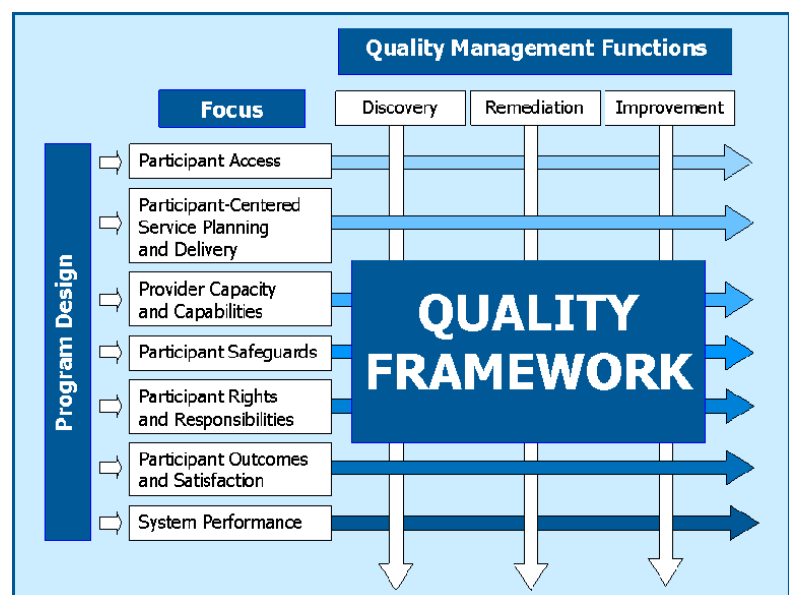 Quality Management Functions
Focus
Discovery
Remediation
Improvement
Program Design
Participant Access
Participant-Centered
Service Planning
and Delivery
Provider Capacity
and Capabilities
Participant Safeguards
Participant Rights
and Responsibilities
Participant Outcomes
and Satisfaction
System Performance
QUALITY
FRAMEWORK